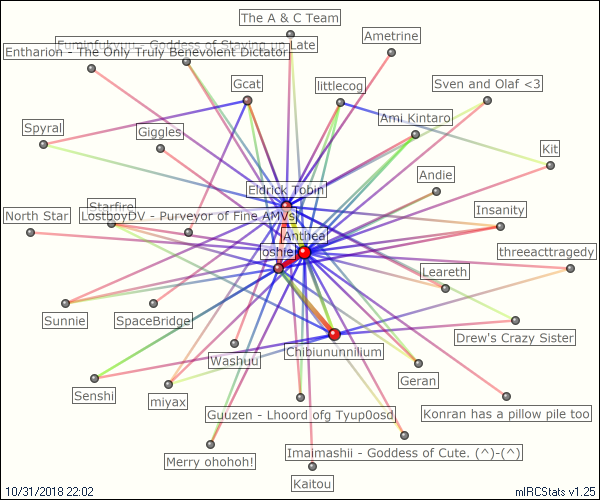 The A & C Team
Fuminfukyuu - Goddess of Staying up Late
Ametrine
Entharion - The Only Truly Benevolent Dictator
Gcat
littlecog
Sven and Olaf <3
Spyral
Giggles
Ami Kintaro
Kit
Andie
Eldrick Tobin
Starfire
North Star
LostboyDV - Purveyor of Fine AMVs
Insanity
Anthea
oshie
threeacttragedy
Leareth
Sunnie
SpaceBridge
Drew's Crazy Sister
Washuu
Chibiununnilium
Geran
Senshi
miyax
Guuzen - Lhoord ofg Tyup0osd
Konran has a pillow pile too
Imaimashii - Goddess of Cute. (^)-(^)
Merry ohohoh!
Kaitou
10/31/2018 22:02
mIRCStats v1.25